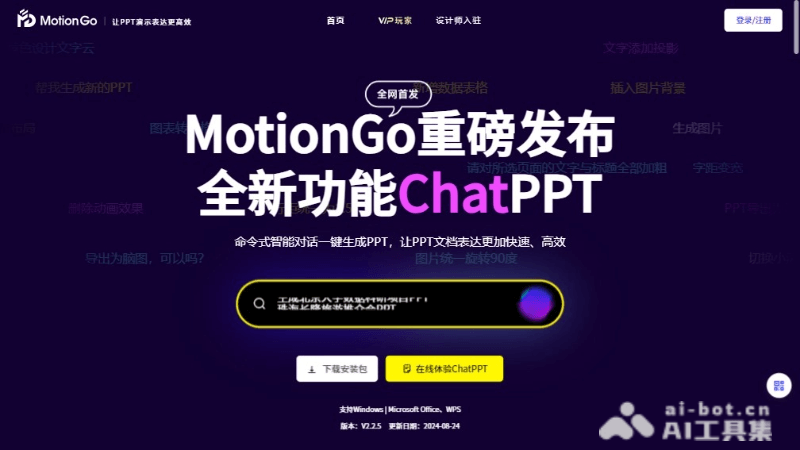 MotionGo | 让PPT演示表达更高效
首页
VIP玩家
设计师入驻
登录/注册
设计文字云
文字添加投影
帮我生成新的PPT
新建数据表格
插入图片背景
全网首发
图表转
生成图片
MotionGo重磅发布
请对所选页面的文字与标题全部加粗
字距变宽
全新功能ChatPPT
删除动画效果
命令式智能对话一键生成PPT，让PPT文档表达更加快速、高效
导出为脑图，可以吗？
图片统一旋转90度
下载安装包
在线体验ChatPPT
支持Windows | Microsoft Office、WPS
版本：V2.2.5 更新日期：2024-08-24
ai-bot.cn
AI工具集